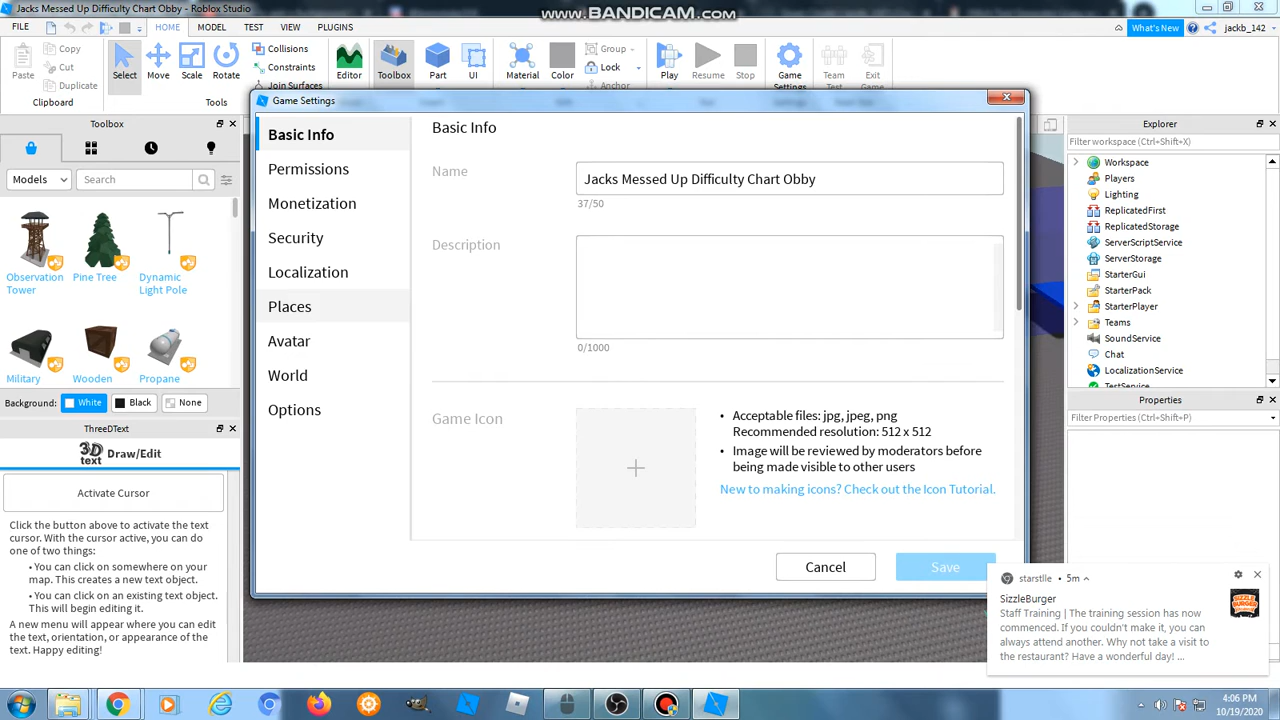 Jacks Messed Up Difficulty Chart Obby - Roblox Studio
www.BANDICAM.com
FILE HOME MODEL TEST VIEW PLUGINS What's New jackb_142
Paste Copy Cut Duplicate
Clipboard
Select Move Scale Rotate
Tools
Collisions
Constraints
Join Surfaces
Editor Toolbox Part UI
Material Color
Group
Lock
Anchor
Play Resume Stop
Game Settings
Team Test
Exit Game
Toolbox
Models Search
Observation Tower
Pine Tree
Dynamic Light Pole
Military Wooden Propane
Background: White Black None
ThreeDText
3D text Draw/Edit
Activate Cursor
Click the button above to activate the text
cursor. With the cursor active, you can do
one of two things:
• You can click on somewhere on your
map. This creates a new text object.
• You can click on an existing text object.
This will begin editing it.
A new menu will appear where you can edit
the text, orientation, or appearance of the
text. Happy editing!
Game Settings
Basic Info
Permissions
Monetization
Security
Localization
Places
Avatar
World
Options
Basic Info
Name
Jacks Messed Up Difficulty Chart Obby
37/50
Description
0/1000
Game Icon
• Acceptable files: jpg, jpeg, png
Recommended resolution: 512 x 512
• Image will be reviewed by moderators before
being made visible to other users
New to making icons? Check out the Icon Tutorial.
Cancel Save
Explorer
Filter workspace (Ctrl+Shift+X)
Workspace
Players
Lighting
ReplicatedFirst
ReplicatedStorage
ServerScriptService
ServerStorage
StarterGui
StarterPack
StarterPlayer
Teams
SoundService
Chat
LocalizationService
TestService
Properties
Filter Properties (Ctrl+Shift+P)
starstlle • 5m
SizzleBurger
Staff Training | The training session has now
commenced. If you couldn't make it, you can
always attend another. Why not take a visit to
the restaurant? Have a wonderful day! ...
SIZZLE BURGER
4:06 PM
10/19/2020